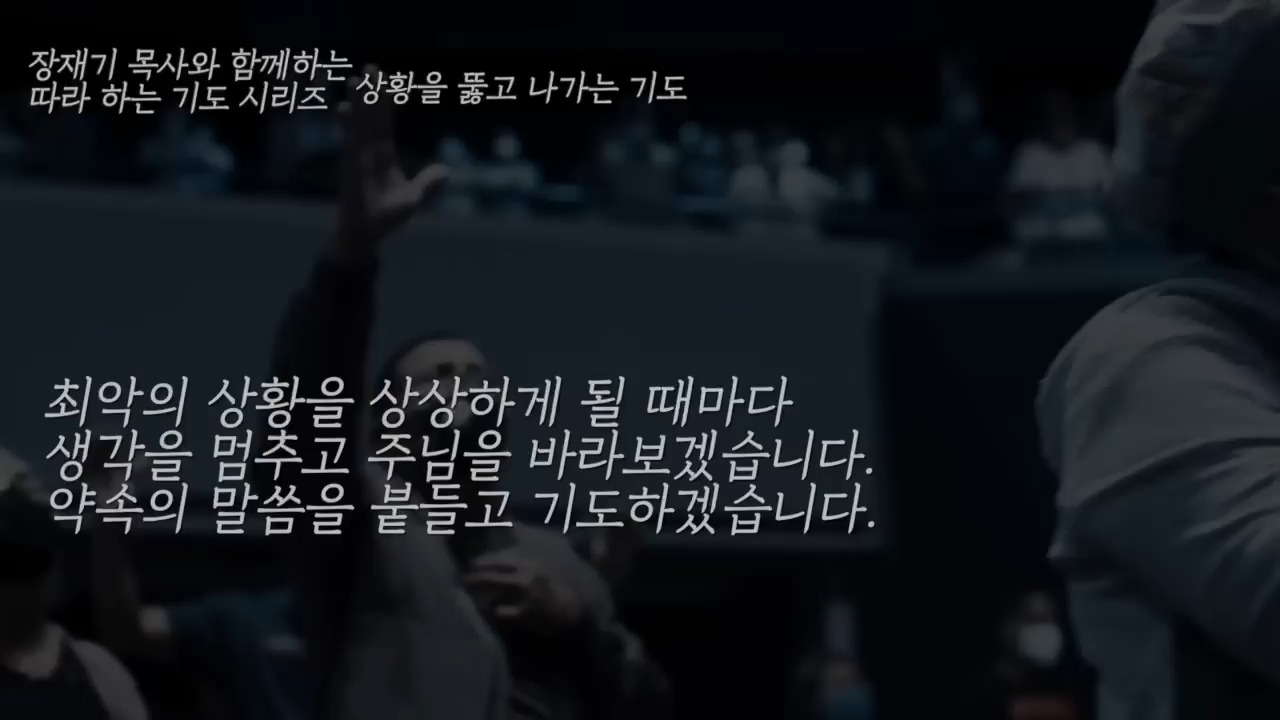 장재기 목사와 함께하는
따라 하는 기도 시리즈
상황을 뚫고 나가는 기도
최악의 상황을 상상하게 될 때마다
생각을 멈추고 주님을 바라보겠습니다.
약속의 말씀을 붙들고 기도하겠습니다.